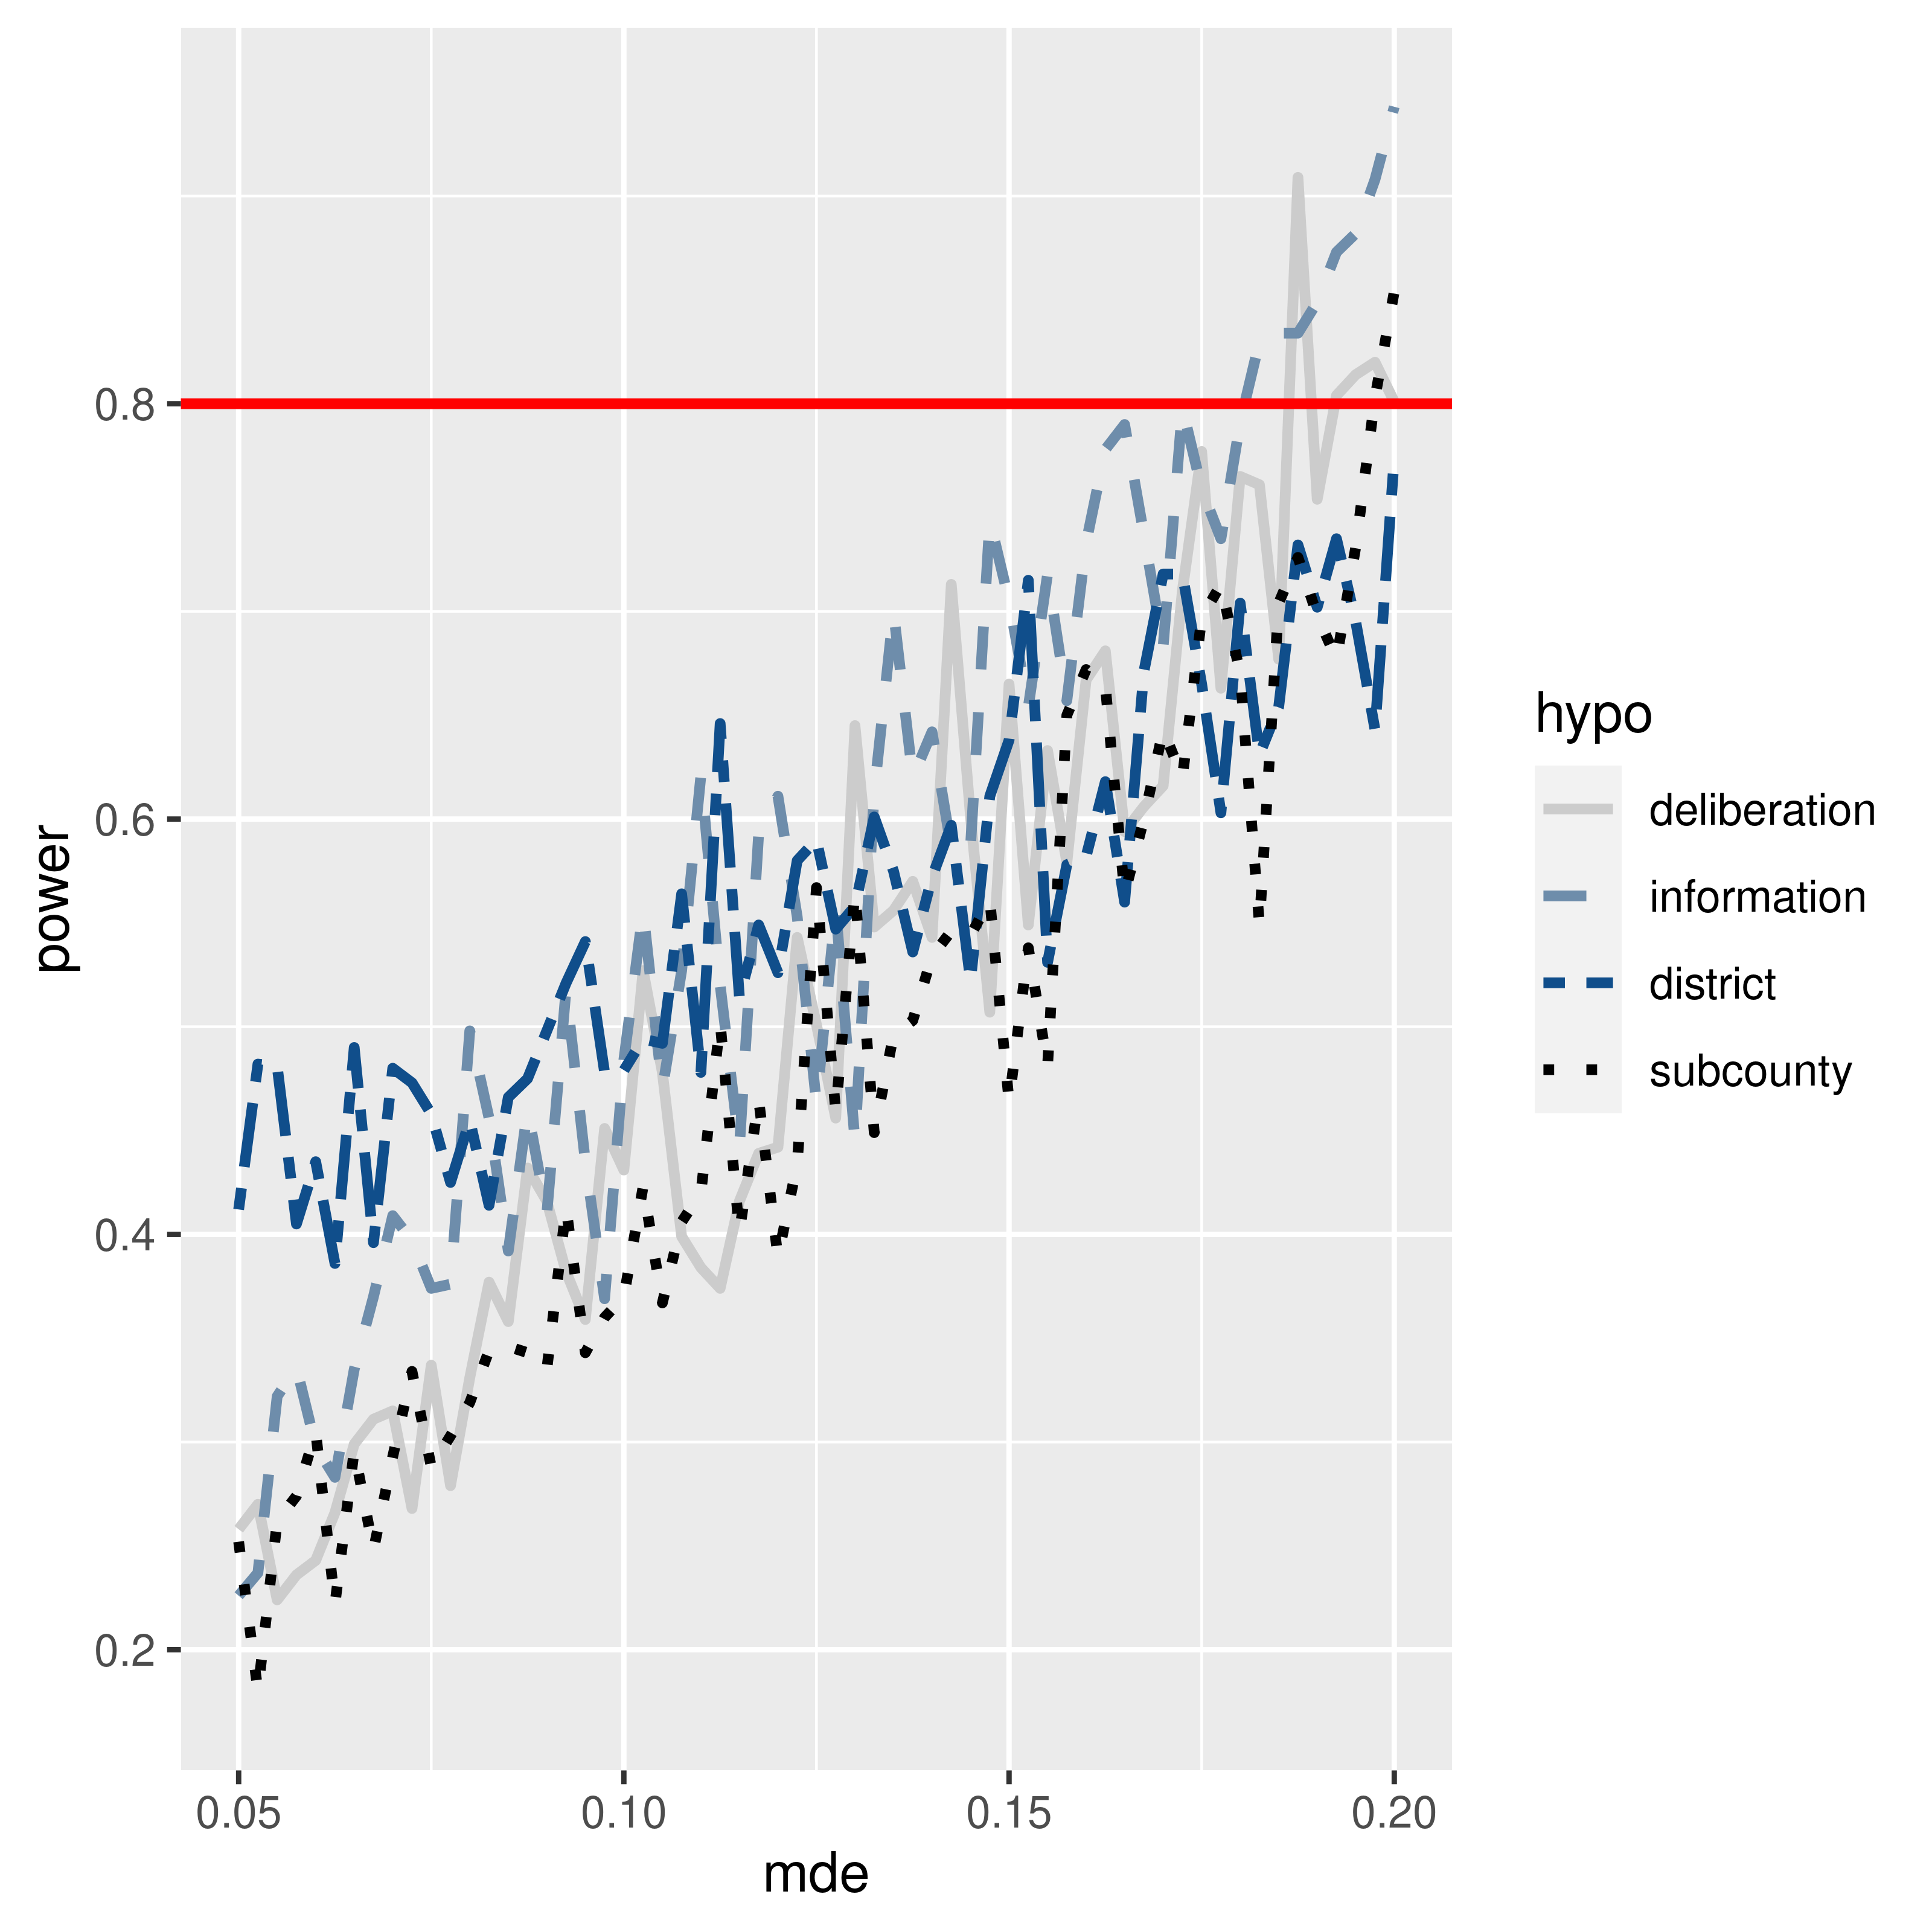 power
0.8
0.6
0.4
0.2
0.05
0.10
0.15
0.20
mde
hypo
deliberation
information
district
subcounty